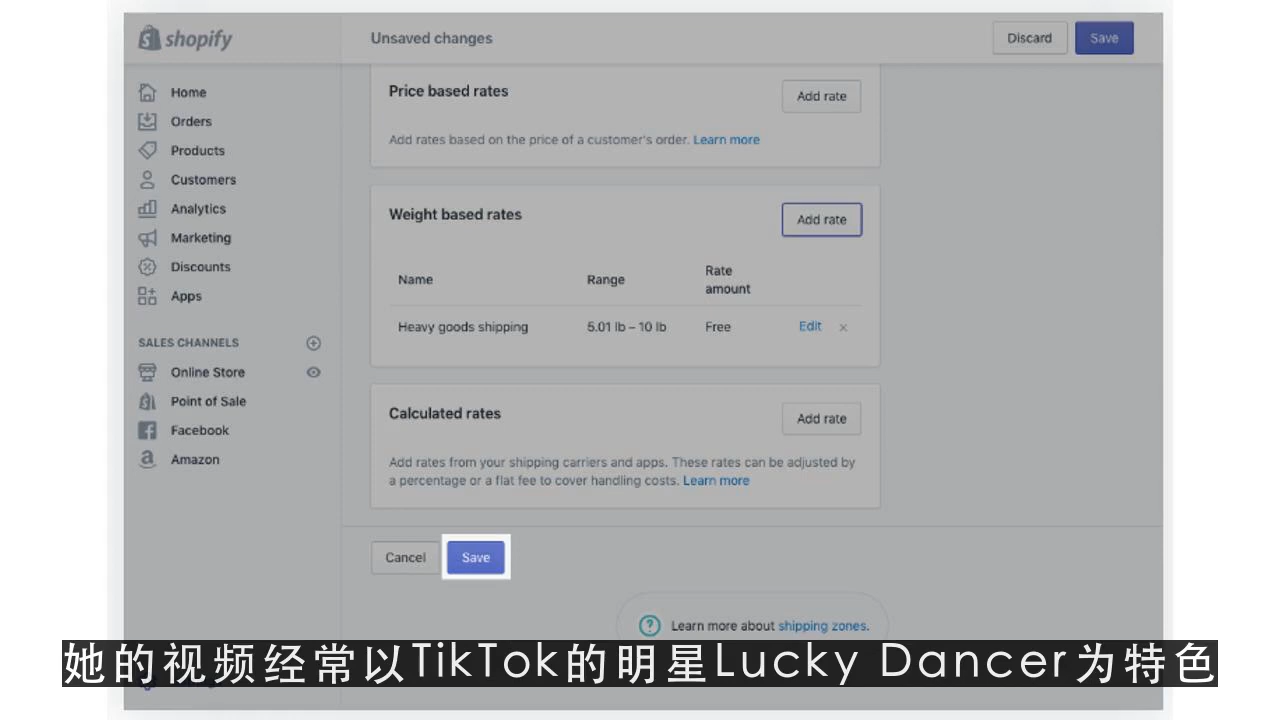 shopify
Unsaved changes
Discard
Save
Home
Orders
Products
Customers
Analytics
Marketing
Discounts
Apps
SALES CHANNELS
Online Store
Point of Sale
Facebook
Amazon
Price based rates
Add rate
Add rates based on the price of a customer's order. Learn more
Weight based rates
Add rate
Name Range Rate amount
Heavy goods shipping 5.01 lb – 10 lb Free Edit ×
Calculated rates
Add rate
Add rates from your shipping carriers and apps. These rates can be adjusted by
a percentage or a flat fee to cover handling costs. Learn more
Cancel
Save
Learn more about shipping zones.
她的视频经常以TikTok的明星Lucky Dancer为特色